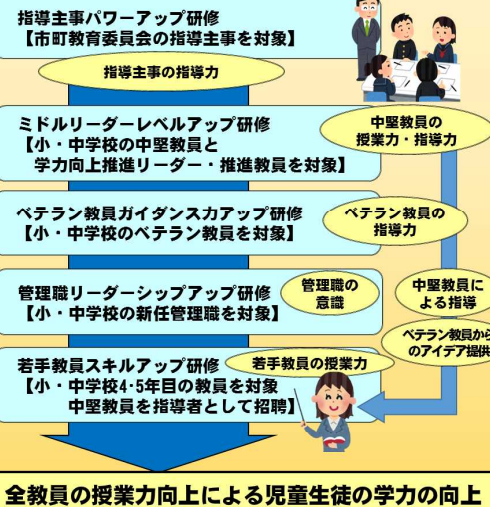 指導主事パワーアップ研修
【市町教育委員会の指導主事を対象】
指導主事の指導力
ミドルリーダーレベルアップ研修
【小・中学校の中堅教員と
学力向上推進リーダー・推進教員を対象】
中堅教員の
授業力・指導力
ベテラン教員ガイダンス力アップ研修
【小・中学校のベテラン教員を対象】
ベテラン教員の
指導力
管理職リーダーシップアップ研修
【小・中学校の新任管理職を対象】
管理職の
意識
中堅教員に
よる指導
ベテラン教員から
のアイデア提供
若手教員スキルアップ研修
【小・中学校4-5年目の教員を対象
中堅教員を指導者として招聘】
若手教員の授業力
全教員の授業力向上による児童生徒の学力の向上